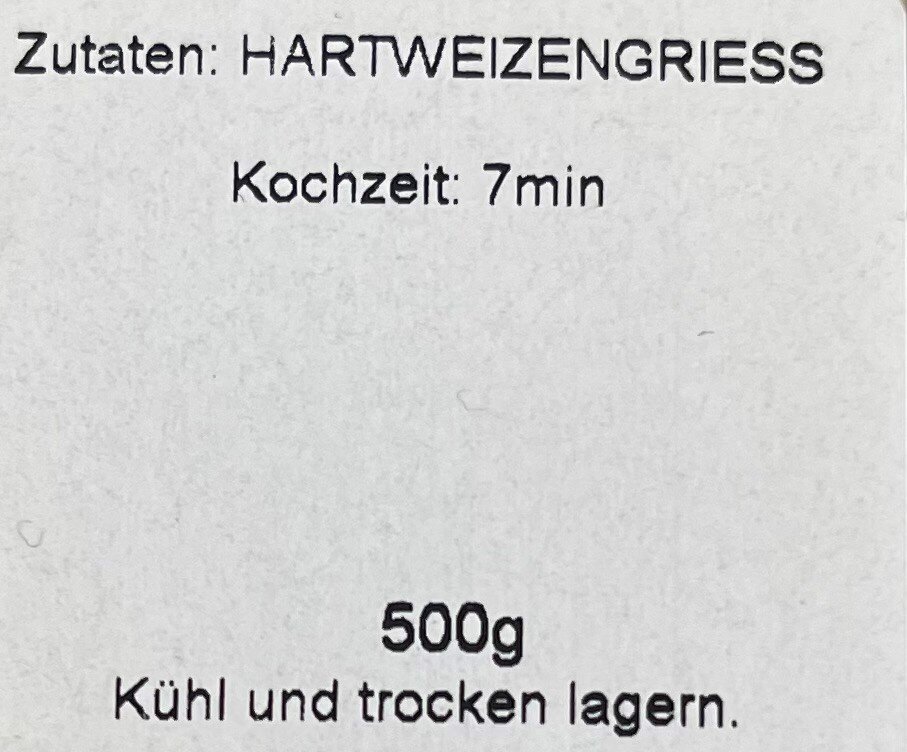 Zutaten: HARTWEIZENGRIESS
Kochzeit: 7min
500g
Kühl und trocken lagern.